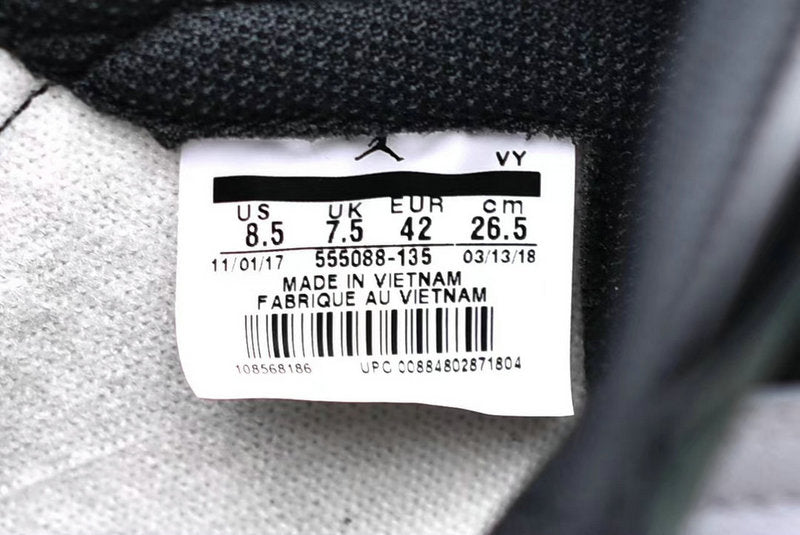 VY
US UK EUR cm
8.5 7.5 42 26.5
11/01/17 555088-135 03/13/18
MADE IN VIETNAM
FABRIQUE AU VIETNAM
108568186 UPC 00884802871804